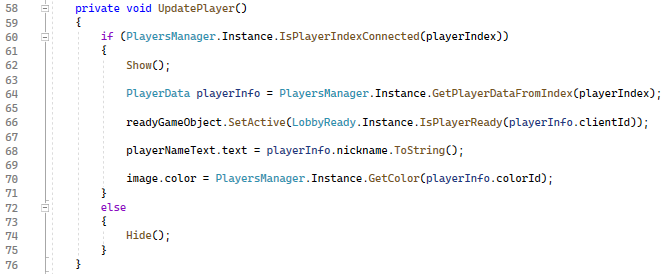 58 private void UpdatePlayer()
59 {
60 if (PlayersManager.Instance.IsPlayerIndexConnected(playerIndex))
61 {
62 Show();
63
64 PlayerData playerInfo = PlayersManager.Instance.GetPlayerDataFromIndex(playerIndex);
65
66 readyGameObject.SetActive(LobbyReady.Instance.IsPlayerReady(playerInfo.clientId));
67
68 playerNameText.text = playerInfo.nickname.ToString();
69
70 image.color = PlayersManager.Instance.GetColor(playerInfo.colorId);
71 }
72 else
73 {
74 Hide();
75 }
76 }